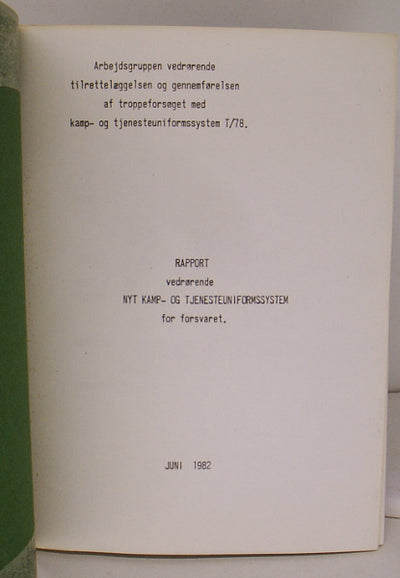 Arbejdsgruppen vedrørende
tilrettelæggelsen og gennemførelsen
af troppeforsøget med
kamp- og tjenesteuniformssystem T/78.
RAPPORT
vedrørende
NYT KAMP- OG TJENESTEUNIFORMSSYSTEM
for forsvaret.
JUNI 1982